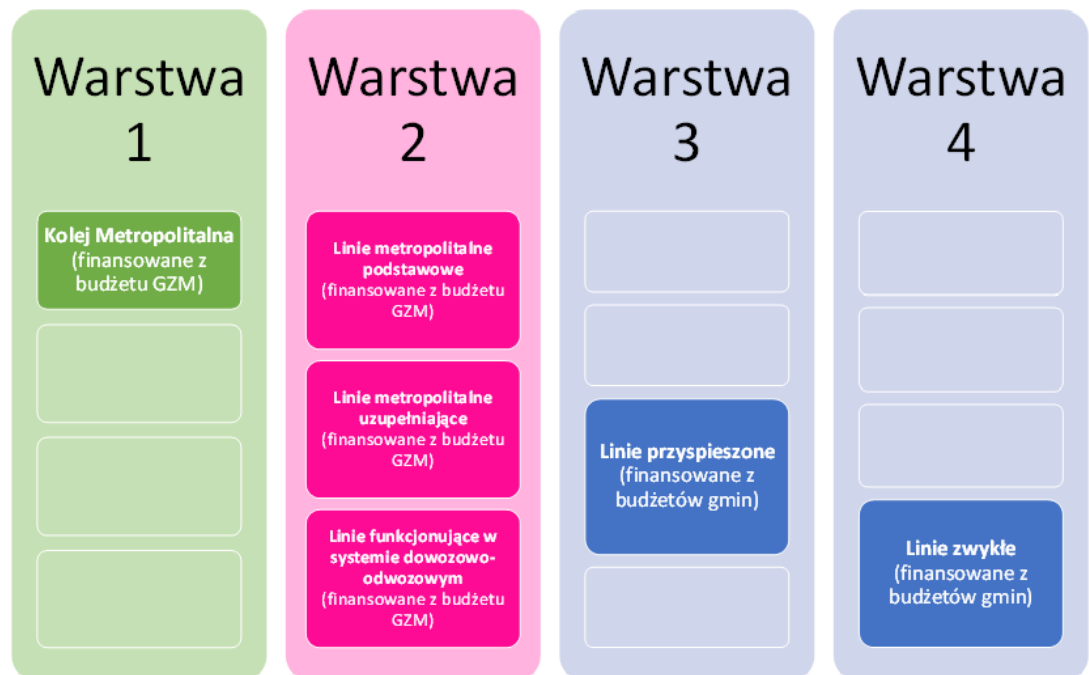 Warstwa
1
Kolej Metropolitalna
(finansowane z
budżetu GZM)
Warstwa
2
Linie metropolitalne
podstawowe
(finansowane z budżetu
GZM)
Linie metropolitalne
uzupełniające
(finansowane z budżetu
GZM)
Linie funkcjonujące w
systemie dowozowo-
odwozowym
(finansowane z budżetu
GZM)
Warstwa
3
Linie przyspieszone
(finansowane z
budżetów gmin)
Warstwa
4
Linie zwykłe
(finansowane z
budżetów gmin)